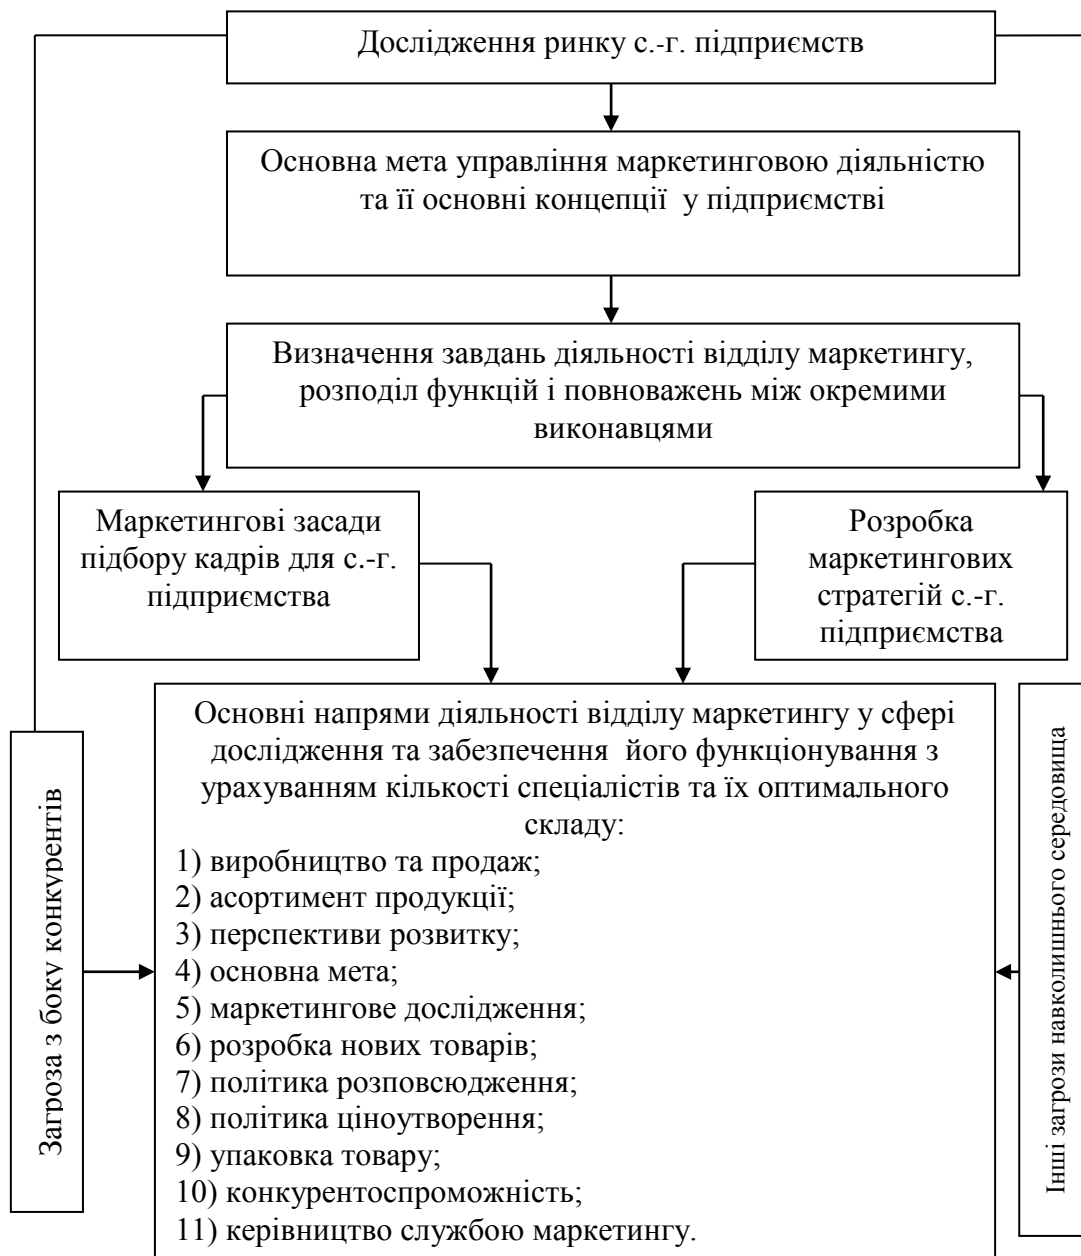 Дослідження ринку с.-г. підприємств
Основна мета управління маркетинговою діяльністю
та її основні концепції у підприємстві
Визначення завдань діяльності відділу маркетингу,
розподіл функцій і повноважень між окремими
виконавцями
Маркетингові засади
підбору кадрів для с.-г.
підприємства
Розробка
маркетингових
стратегій с.-г.
підприємства
Загроза з боку конкурентів
Основні напрями діяльності відділу маркетингу у сфері
дослідження та забезпечення його функціонування з
урахуванням кількості спеціалістів та їх оптимального
складу:
1) виробництво та продаж;
2) асортимент продукції;
3) перспективи розвитку;
4) основна мета;
5) маркетингове дослідження;
6) розробка нових товарів;
7) політика розповсюдження;
8) політика ціноутворення;
9) упаковка товару;
10) конкурентоспроможність;
11) керівництво службою маркетингу.
Інші загрози навколишнього середовища